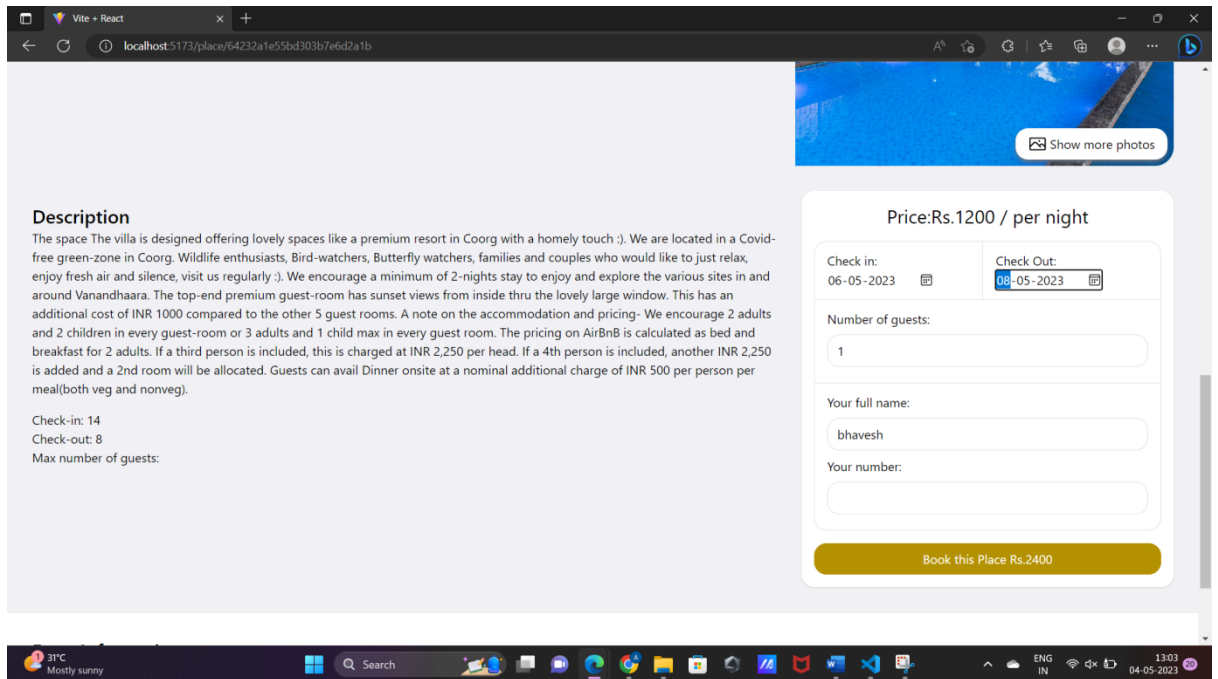 Vite + React
localhost:5173/place/64232a1e55bd303b7e6d2a1b
Show more photos
Description
The space The villa is designed offering lovely spaces like a premium resort in Coorg with a homely touch :). We are located in a Covid-
free green-zone in Coorg. Wildlife enthusiasts, Bird-watchers, Butterfly watchers, families and couples who would like to just relax,
enjoy fresh air and silence, visit us regularly :). We encourage a minimum of 2-nights stay to enjoy and explore the various sites in and
around Vanandhaara. The top-end premium guest-room has sunset views from inside thru the lovely large window. This has an
additional cost of INR 1000 compared to the other 5 guest rooms. A note on the accommodation and pricing- We encourage 2 adults
and 2 children in every guest-room or 3 adults and 1 child max in every guest room. The pricing on AirBnB is calculated as bed and
breakfast for 2 adults. If a third person is included, this is charged at INR 2,250 per head. If a 4th person is included, another INR 2,250
is added and a 2nd room will be allocated. Guests can avail Dinner onsite at a nominal additional charge of INR 500 per person per
meal(both veg and nonveg).
Check-in: 14
Check-out: 8
Max number of guests:
Price:Rs.1200 / per night
Check in:
06-05-2023
Check Out:
08-05-2023
Number of guests:
1
Your full name:
bhavesh
Your number:
Book this Place Rs.2400
1
31°C
Mostly sunny
Search
ENG
IN
13:03
04-05-2023
20